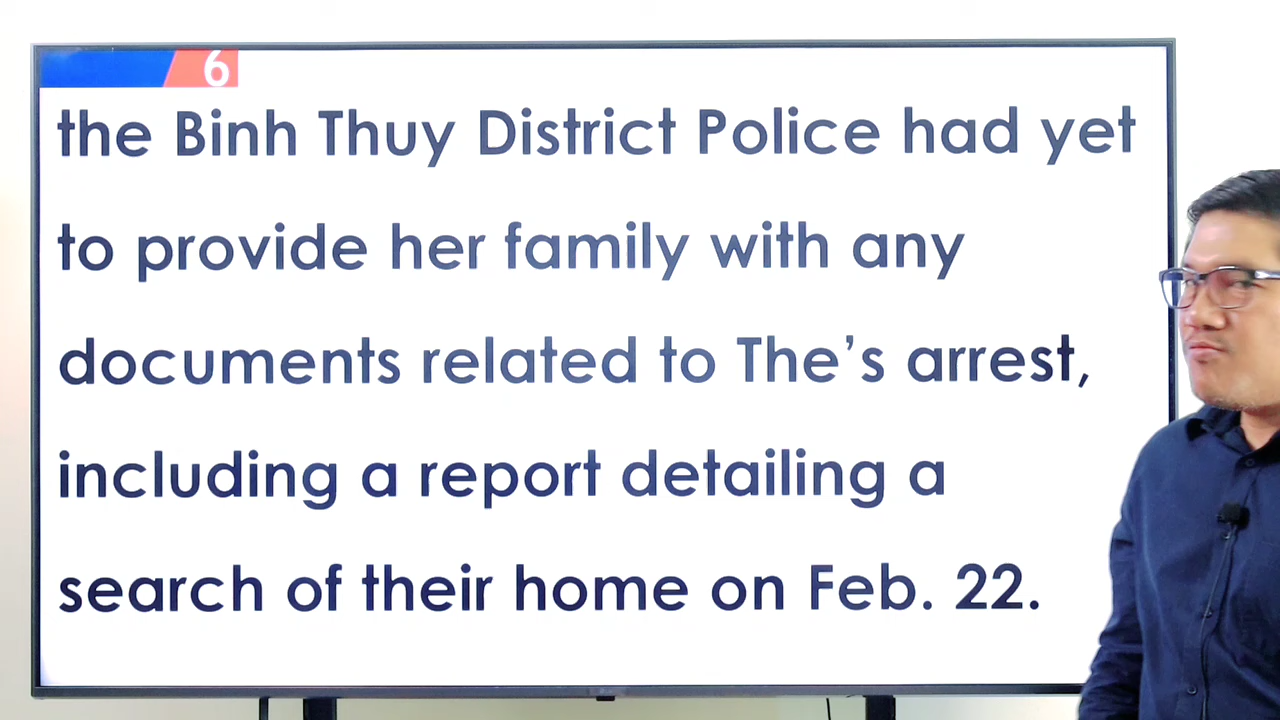 6
the Binh Thuy District Police had yet
to provide her family with any
documents related to The’s arrest,
including a report detailing a
search of their home on Feb. 22.